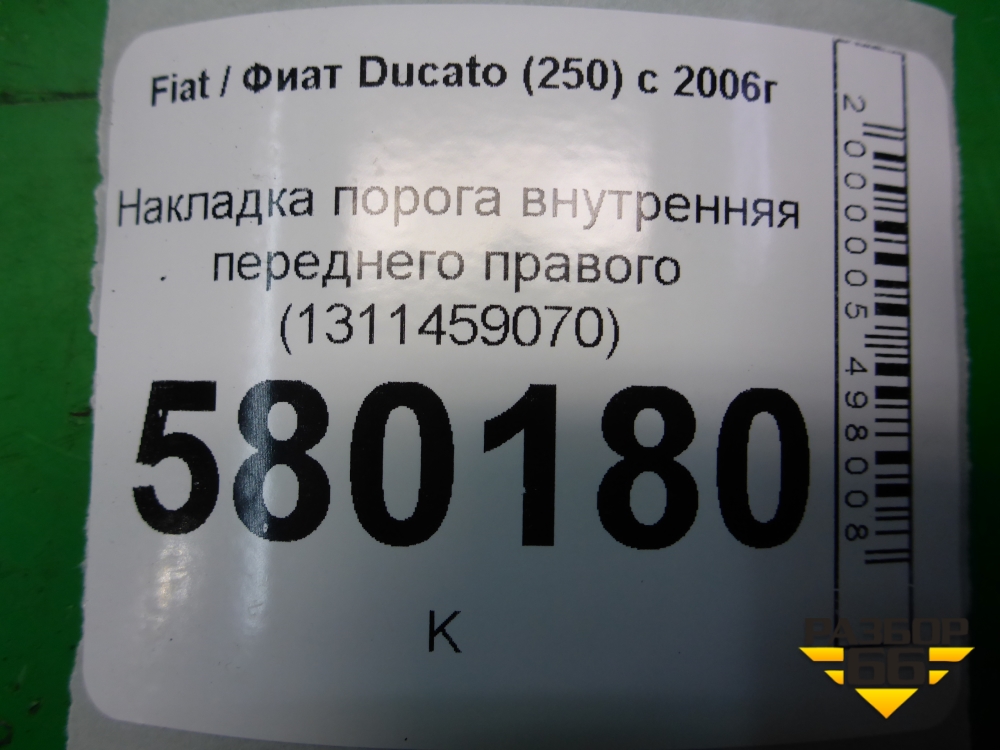 Fiat / Фиат Ducato (250) с 2006г
Накладка порога внутренняя
переднего правого
(1311459070)
580180
К
2000005498008
РАЗБОР
66